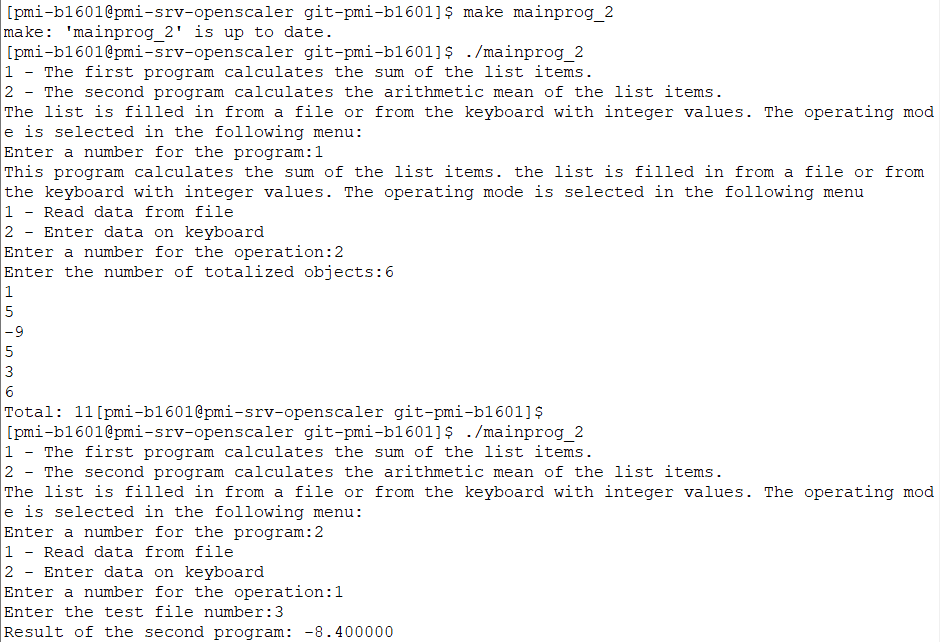 [pmi-b1601@pmi-srv-openscaler git-pmi-b1601]$ make mainprog_2
make: 'mainprog_2' is up to date.
[pmi-b1601@pmi-srv-openscaler git-pmi-b1601]$ ./mainprog_2
1 - The first program calculates the sum of the list items.
2 - The second program calculates the arithmetic mean of the list items.
The list is filled in from a file or from the keyboard with integer values. The operating mod
e is selected in the following menu:
Enter a number for the program:1
This program calculates the sum of the list items. the list is filled in from a file or from
the keyboard with integer values. The operating mode is selected in the following menu
1 - Read data from file
2 - Enter data on keyboard
Enter a number for the operation:2
Enter the number of totalized objects:6
1
5
-9
5
3
6
Total: 11[pmi-b1601@pmi-srv-openscaler git-pmi-b1601]$
[pmi-b1601@pmi-srv-openscaler git-pmi-b1601]$ ./mainprog_2
1 - The first program calculates the sum of the list items.
2 - The second program calculates the arithmetic mean of the list items.
The list is filled in from a file or from the keyboard with integer values. The operating mod
e is selected in the following menu:
Enter a number for the program:2
1 - Read data from file
2 - Enter data on keyboard
Enter a number for the operation:1
Enter the test file number:3
Result of the second program: -8.400000